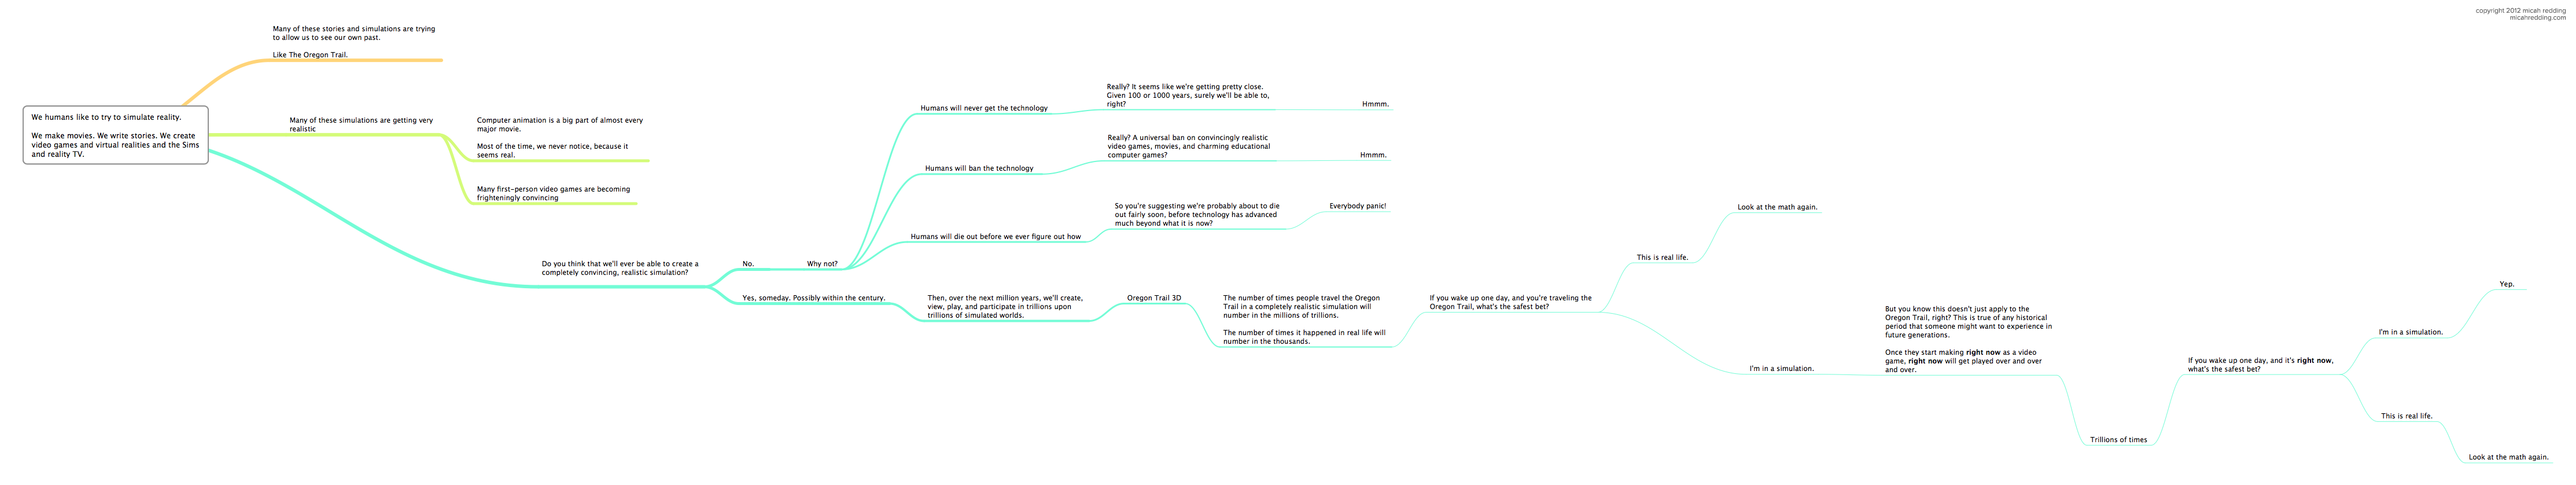 copyright 2012 micah redding
micahredding.com
Many of these stories and simulations are trying
to allow us to see our own past.
Like The Oregon Trail.
We humans like to try to simulate reality.
We make movies. We write stories. We create
video games and virtual realities and the Sims
and reality TV.
Many of these simulations are getting very
realistic
Computer animation is a big part of almost every
major movie.
Most of the time, we never notice, because it
seems real.
Many first-person video games are becoming
frighteningly convincing
Do you think that we'll ever be able to create a
completely convincing, realistic simulation?
No.
Why not?
Humans will never get the technology
Really? It seems like we're getting pretty close.
Given 100 or 1000 years, surely we'll be able to,
right?
Hmmm.
Humans will ban the technology
Really? A universal ban on convincingly realistic
video games, movies, and charming educational
computer games?
Hmmm.
Humans will die out before we ever figure out how
So you're suggesting we're probably about to die
out fairly soon, before technology has advanced
much beyond what it is now?
Everybody panic!
Yes, someday. Possibly within the century.
Then, over the next million years, we'll create,
view, play, and participate in trillions upon
trillions of simulated worlds.
Oregon Trail 3D
The number of times people travel the Oregon
Trail in a completely realistic simulation will
number in the millions of trillions.
The number of times it happened in real life will
number in the thousands.
If you wake up one day, and you're traveling the
Oregon Trail, what's the safest bet?
This is real life.
Look at the math again.
I'm in a simulation.
But you know this doesn't just apply to the
Oregon Trail, right? This is true of any historical
period that someone might want to experience in
future generations.
Once they start making right now as a video
game, right now will get played over and over
and over.
Trillions of times
If you wake up one day, and it's right now,
what's the safest bet?
I'm in a simulation.
Yep.
This is real life.
Look at the math again.